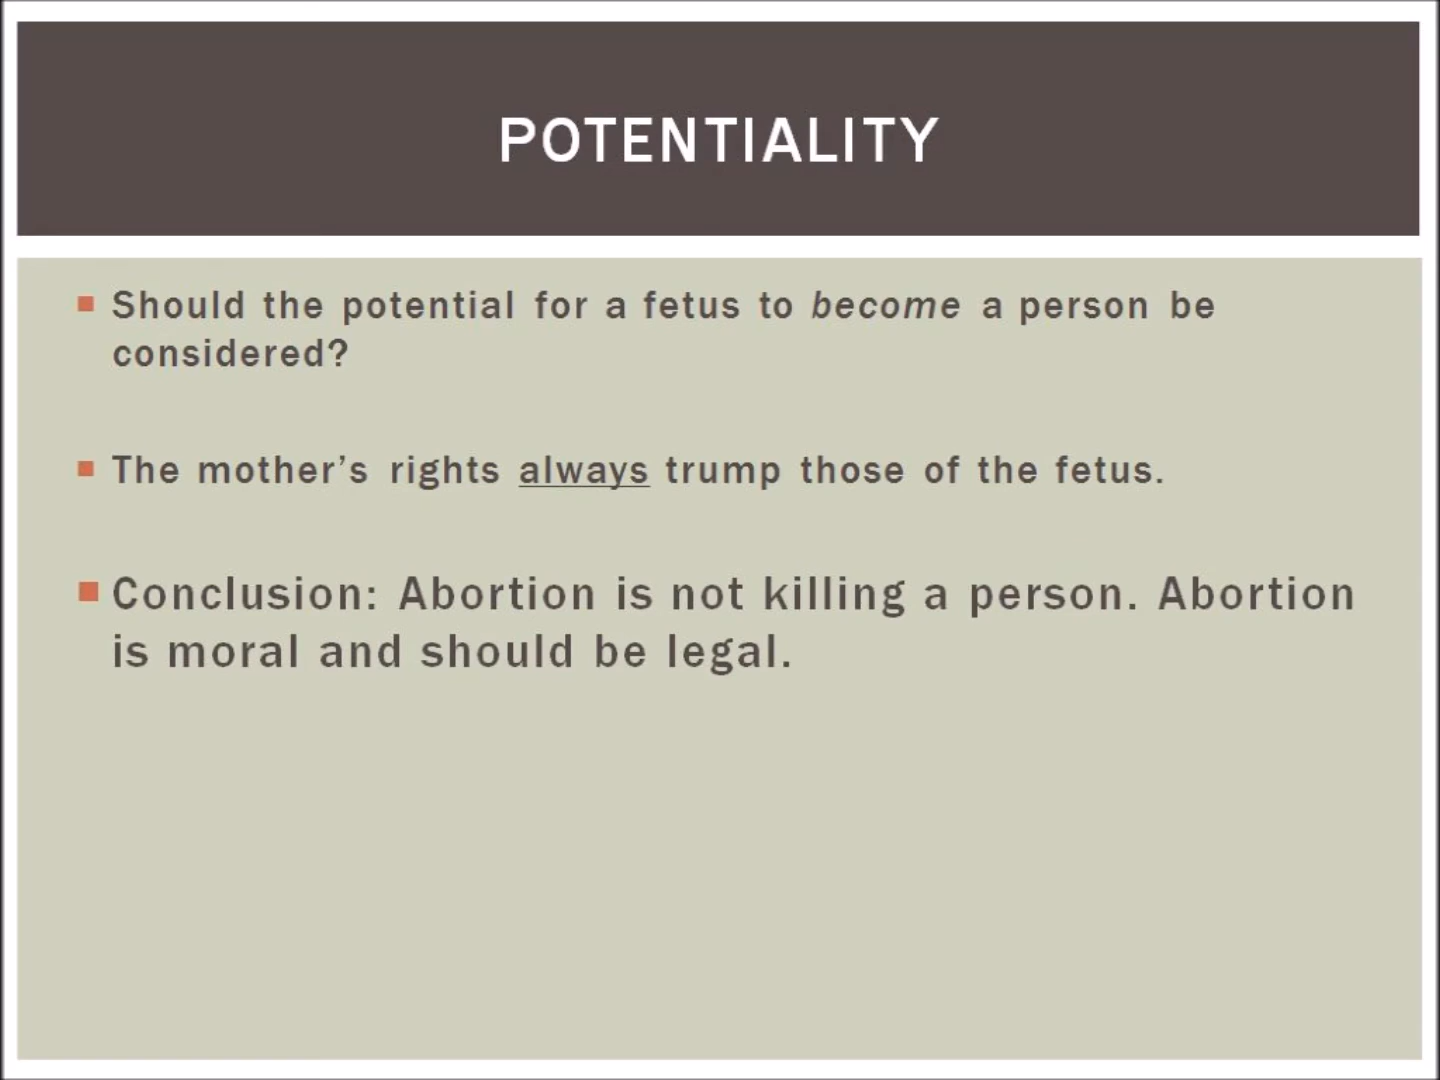 POTENTIALITY
Should the potential for a fetus to become a person be
considered?
The mother’s rights always trump those of the fetus.
Conclusion: Abortion is not killing a person. Abortion
is moral and should be legal.